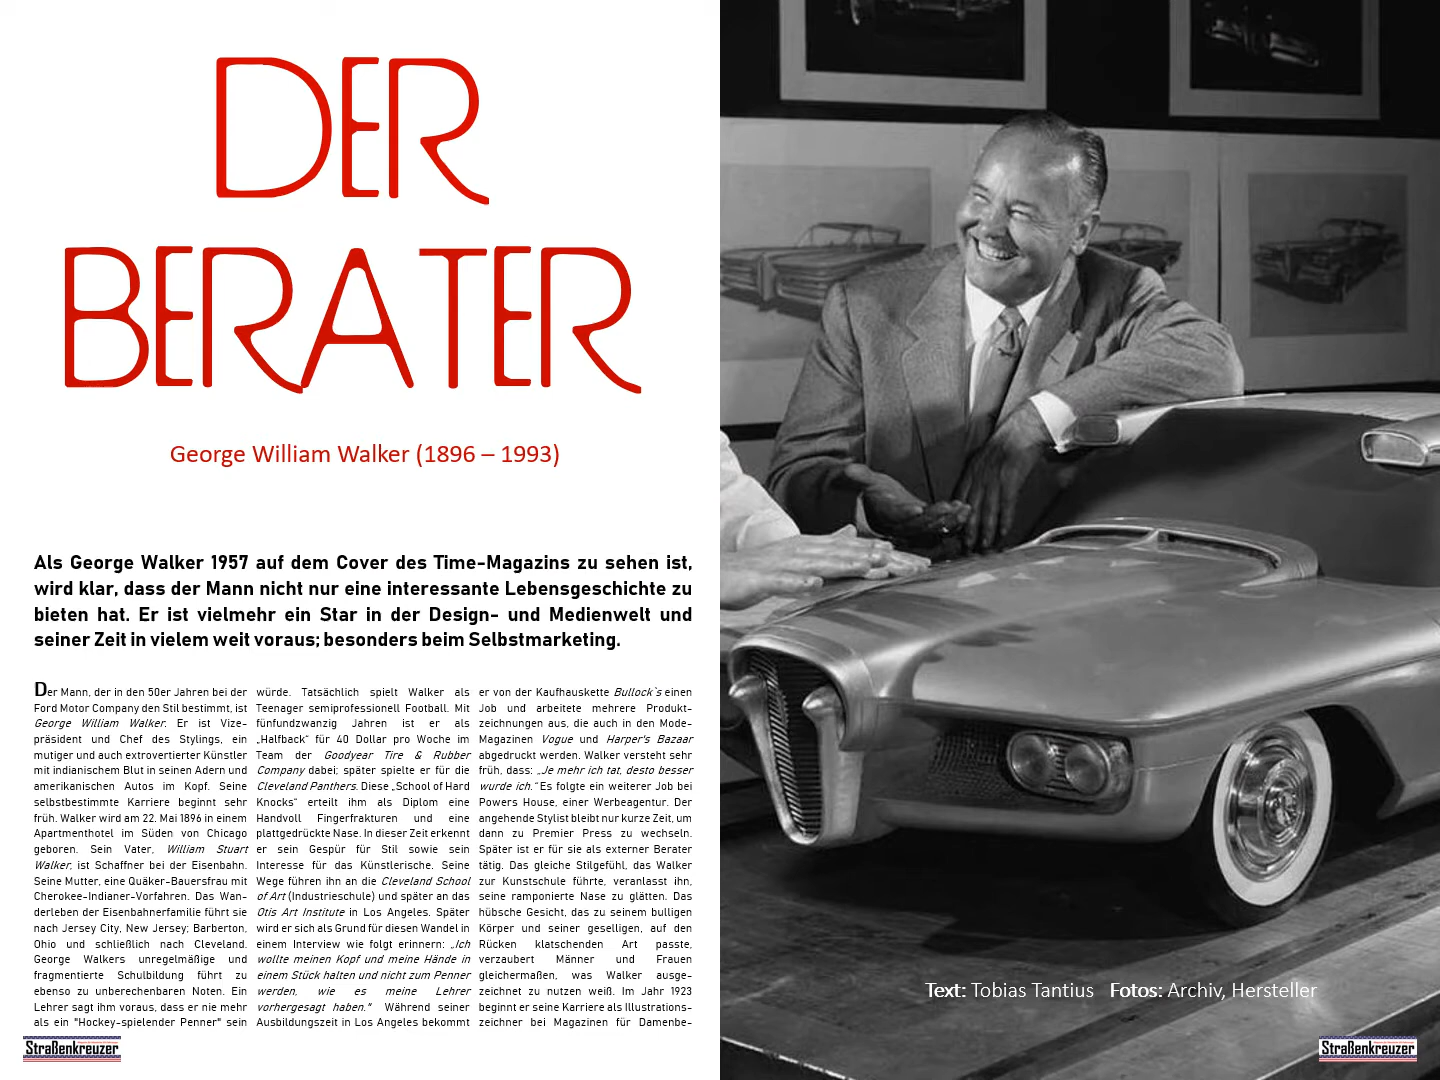 DER
BERATER
George William Walker (1896 – 1993)
Als George Walker 1957 auf dem Cover des Time-Magazins zu sehen ist,
wird klar, dass der Mann nicht nur eine interessante Lebensgeschichte zu
bieten hat. Er ist vielmehr ein Star in der Design- und Medienwelt und
seiner Zeit in vielem weit voraus; besonders beim Selbstmarketing.
Der Mann, der in den 50er Jahren bei der
Ford Motor Company den Stil bestimmt, ist
George William Walker. Er ist Vize-
präsident und Chef des Stylings, ein
mutiger und auch extrovertierter Künstler
mit indianischem Blut in seinen Adern und
amerikanischen Autos im Kopf. Seine
selbstbestimmte Karriere beginnt sehr
früh. Walker wird am 22. Mai 1896 in einem
Apartmenthotel im Süden von Chicago
geboren. Sein Vater, William Stuart
Walker, ist Schaffner bei der Eisenbahn.
Seine Mutter, eine Quäker-Bauersfrau mit
Cherokee-Indianer-Vorfahren. Das Wan-
derleben der Eisenbahnerfamilie führt sie
nach Jersey City, New Jersey; Barberton,
Ohio und schließlich nach Cleveland.
George Walkers unregelmäßige und
fragmentierte Schulbildung führt zu
ebenso zu unberechenbaren Noten. Ein
Lehrer sagt ihm voraus, dass er nie mehr
als ein "Hockey-spielender Penner" sein
würde. Tatsächlich spielt Walker als
Teenager semiprofessionell Football. Mit
fünfundzwanzig Jahren ist er als
„Halfback“ für 40 Dollar pro Woche im
Team der Goodyear Tire & Rubber
Company dabei; später spielte er für die
Cleveland Panthers. Diese „School of Hard
Knocks“ erteilt ihm als Diplom eine
Handvoll Fingerfrakturen und eine
plattgedrückte Nase. In dieser Zeit erkennt
er sein Gespür für Stil sowie sein
Interesse für das Künstlerische. Seine
Wege führen ihn an die Cleveland School
of Art (Industrieschule) und später an das
Otis Art Institute in Los Angeles. Später
wird er sich als Grund für diesen Wandel in
einem Interview wie folgt erinnern: „Ich
wollte meinen Kopf und meine Hände in
einem Stück halten und nicht zum Penner
werden, wie es meine Lehrer
vorhergesagt haben." Während seiner
Ausbildungszeit in Los Angeles bekommt
er von der Kaufhauskette Bullock`s einen
Job und arbeitete mehrere Produkt-
zeichnungen aus, die auch in den Mode-
Magazinen Vogue und Harper's Bazaar
abgedruckt werden. Walker versteht sehr
früh, dass: „Je mehr ich tat, desto besser
wurde ich.“ Es folgte ein weiterer Job bei
Powers House, einer Werbeagentur. Der
angehende Stylist bleibt nur kurze Zeit, um
dann zu Premier Press zu wechseln.
Später ist er für sie als externer Berater
tätig. Das gleiche Stilgefühl, das Walker
zur Kunstschule führte, veranlasst ihn,
seine ramponierte Nase zu glätten. Das
hübsche Gesicht, das zu seinem bulligen
Körper und seiner geselligen, auf den
Rücken klatschenden Art passte,
verzaubert Männer und Frauen
gleichermaßen, was Walker ausge-
zeichnet zu nutzen weiß. Im Jahr 1923
beginnt er seine Karriere als Illustrations-
zeichner bei Magazinen für Damenbe-
Text: Tobias Tantius Fotos: Archiv, Hersteller
Straßenkreuzer
Straßenkreuzer